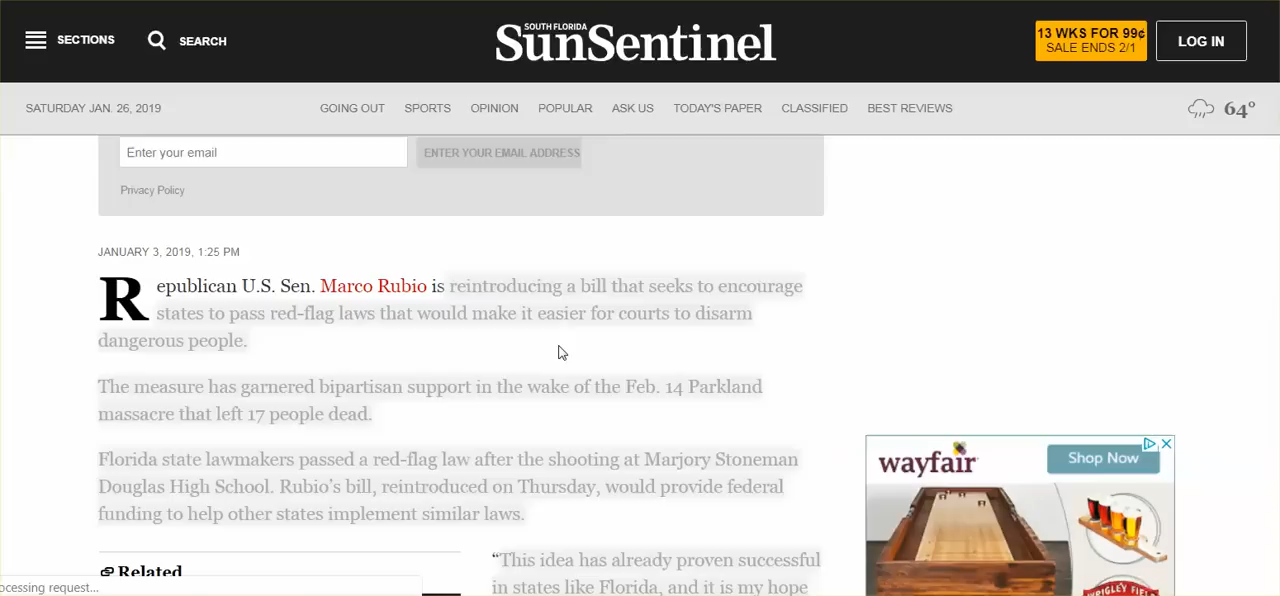 SECTIONS
SEARCH
SOUTH FLORIDA
SunSentinel
13 WKS FOR 99¢
SALE ENDS 2/1
LOG IN
SATURDAY JAN. 26, 2019
GOING OUT
SPORTS
OPINION
POPULAR
ASK US
TODAY'S PAPER
CLASSIFIED
BEST REVIEWS
64°
Enter your email
ENTER YOUR EMAIL ADDRESS
Privacy Policy
JANUARY 3, 2019, 1:25 PM
Republican U.S. Sen. Marco Rubio is reintroducing a bill that seeks to encourage
states to pass red-flag laws that would make it easier for courts to disarm
dangerous people.
The measure has garnered bipartisan support in the wake of the Feb. 14 Parkland
massacre that left 17 people dead.
Florida state lawmakers passed a red-flag law after the shooting at Marjory Stoneman
Douglas High School. Rubio’s bill, reintroduced on Thursday, would provide federal
funding to help other states implement similar laws.
Related
“This idea has already proven successful
in states like Florida, and it is my hope
wayfair
Shop Now
WRIGLEY FIELD
ocessing request...